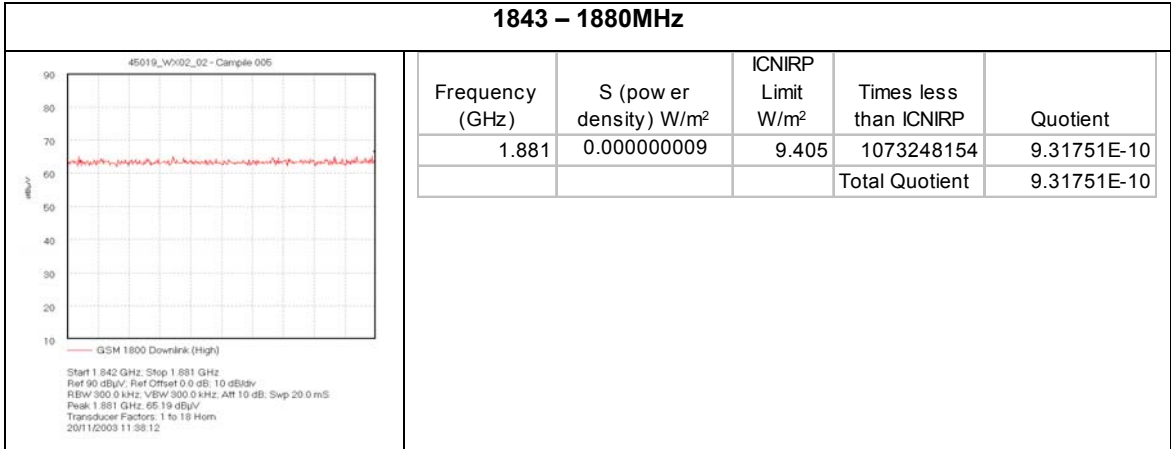 1843 – 1880MHz
45019_WX02_02 - Campile 005
90
80
70
60
50
40
30
20
10
dBµV
GSM 1800 Downlink (High)
Start 1.842 GHz; Stop 1.881 GHz
Ref 90 dBµV; Ref Offset 0.0 dB; 10 dB/div
RBW 300.0 kHz; VBW 300.0 kHz; Att 10 dB; Swp 20.0 mS
Peak 1.881 GHz, 65.19 dBµV
Transducer Factors: 1 to 18 Horn
20/11/2003 11:38:12
Frequency (GHz) S (pow er density) W/m² ICNIRP Limit W/m² Times less than ICNIRP Quotient
1.881 0.000000009 9.405 1073248154 9.31751E-10
Total Quotient 9.31751E-10